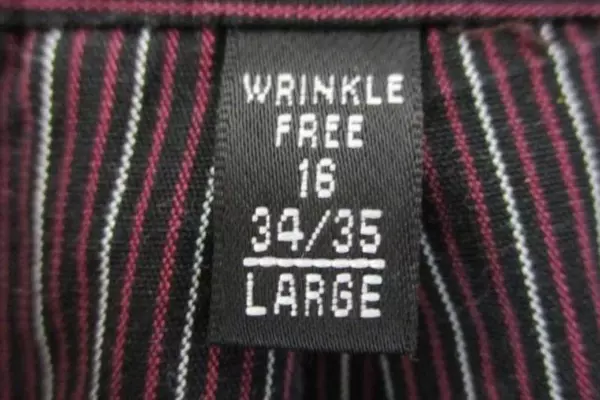 WRINKLE
FREE
16
34/35
LARGE